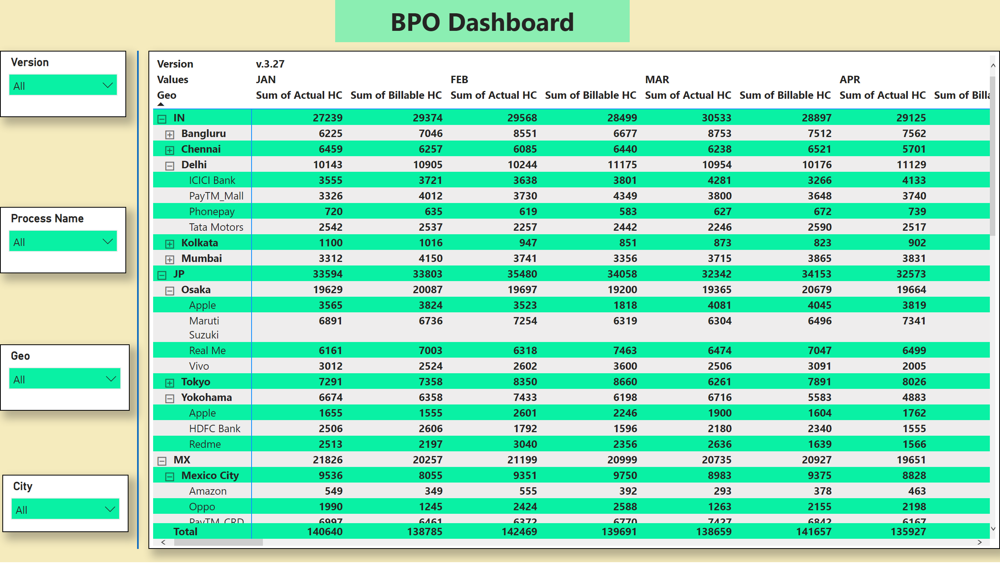 BPO Dashboard
Version
All
Process Name
All
Geo
All
City
All
Version v.3.27
Values JAN FEB MAR APR
Geo Sum of Actual HC Sum of Billable HC Sum of Actual HC Sum of Billable HC Sum of Actual HC Sum of Billable HC Sum of Actual HC Sum of Billa
IN 27239 29374 29568 28499 30533 28897 29125
Bangluru 6225 7046 8551 6677 8753 7512 7562
Chennai 6459 6257 6085 6440 6238 6521 5701
Delhi 10143 10905 10244 11175 10954 10176 11129
ICICI Bank 3555 3721 3638 3801 4281 3266 4133
PayTM_Mall 3326 4012 3730 4349 3800 3648 3740
Phonepay 720 635 619 583 627 672 739
Tata Motors 2542 2537 2257 2442 2246 2590 2517
Kolkata 1100 1016 947 851 873 823 902
Mumbai 3312 4150 3741 3356 3715 3865 3831
JP 33594 33803 35480 34058 32342 34153 32573
Osaka 19629 20087 19697 19200 19365 20679 19664
Apple 3565 3824 3523 1818 4081 4045 3819
Maruti 6891 6736 7254 6319 6304 6496 7341
Suzuki
Real Me 6161 7003 6318 7463 6474 7047 6499
Vivo 3012 2524 2602 3600 2506 3091 2005
Tokyo 7291 7358 8350 8660 6261 7891 8026
Yokohama 6674 6358 7433 6198 6716 5583 4883
Apple 1655 1555 2601 2246 1900 1604 1762
HDFC Bank 2506 2606 1792 1596 2180 2340 1555
Redme 2513 2197 3040 2356 2636 1639 1566
MX 21826 20257 21199 20999 20735 20927 19651
Mexico City 9536 8055 9351 9750 8983 9375 8828
Amazon 549 349 555 392 293 378 463
Oppo 1990 1245 2424 2588 1263 2155 2198
PayTM_CRD 6997 6461 6372 6770 7427 6842 6167
Total 140640 138785 142469 139691 138659 141657 135927